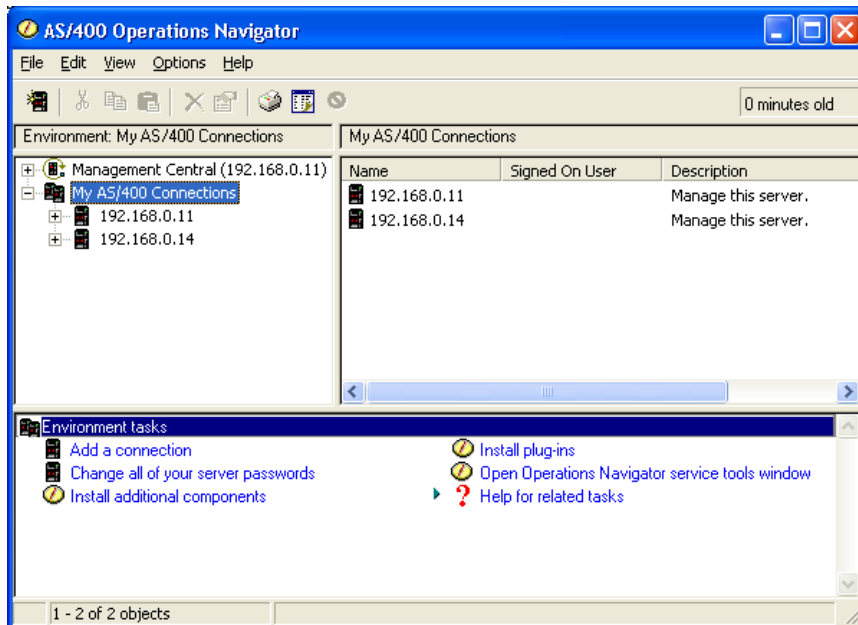 AS/400 Operations Navigator
File Edit View Options Help
0 minutes old
Environment: My AS/400 Connections
My AS/400 Connections
Management Central (192.168.0.11)
My AS/400 Connections
192.168.0.11
192.168.0.14
Name Signed On User Description
192.168.0.11 Manage this server.
192.168.0.14 Manage this server.
Environment tasks
Add a connection
Change all of your server passwords
Install additional components
Install plug-ins
Open Operations Navigator service tools window
Help for related tasks
1 - 2 of 2 objects